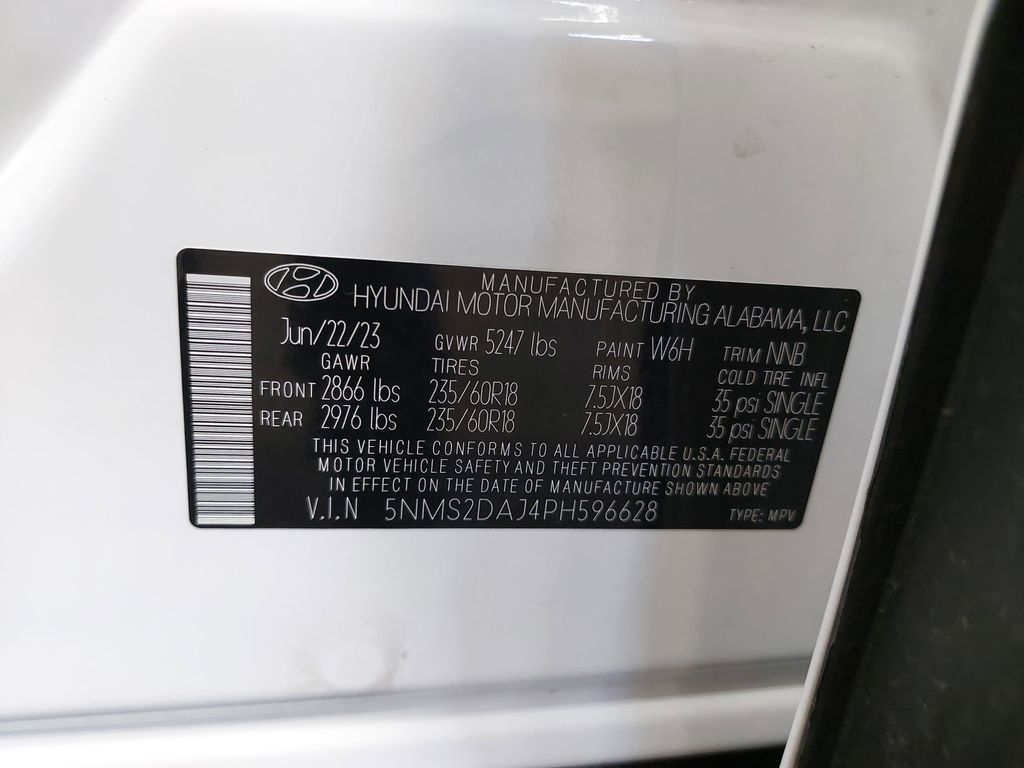 MANUFACTURED BY
HYUNDAI MOTOR MANUFACTURING ALABAMA, LLC
Jun/22/23 GVWR 5247 lbs PAINT W6H TRIM NNB
GAWR TIRES RIMS COLD TIRE INFL
FRONT 2866 lbs 235/60R18 7.5JX18 35 psi SINGLE
REAR 2976 lbs 235/60R18 7.5JX18 35 psi SINGLE
THIS VEHICLE CONFORMS TO ALL APPLICABLE U.S.A. FEDERAL
MOTOR VEHICLE SAFETY AND THEFT PREVENTION STANDARDS
IN EFFECT ON THE DATE OF MANUFACTURE SHOWN ABOVE
V.I.N 5NMS2DAJ4PH596628 TYPE: MPV